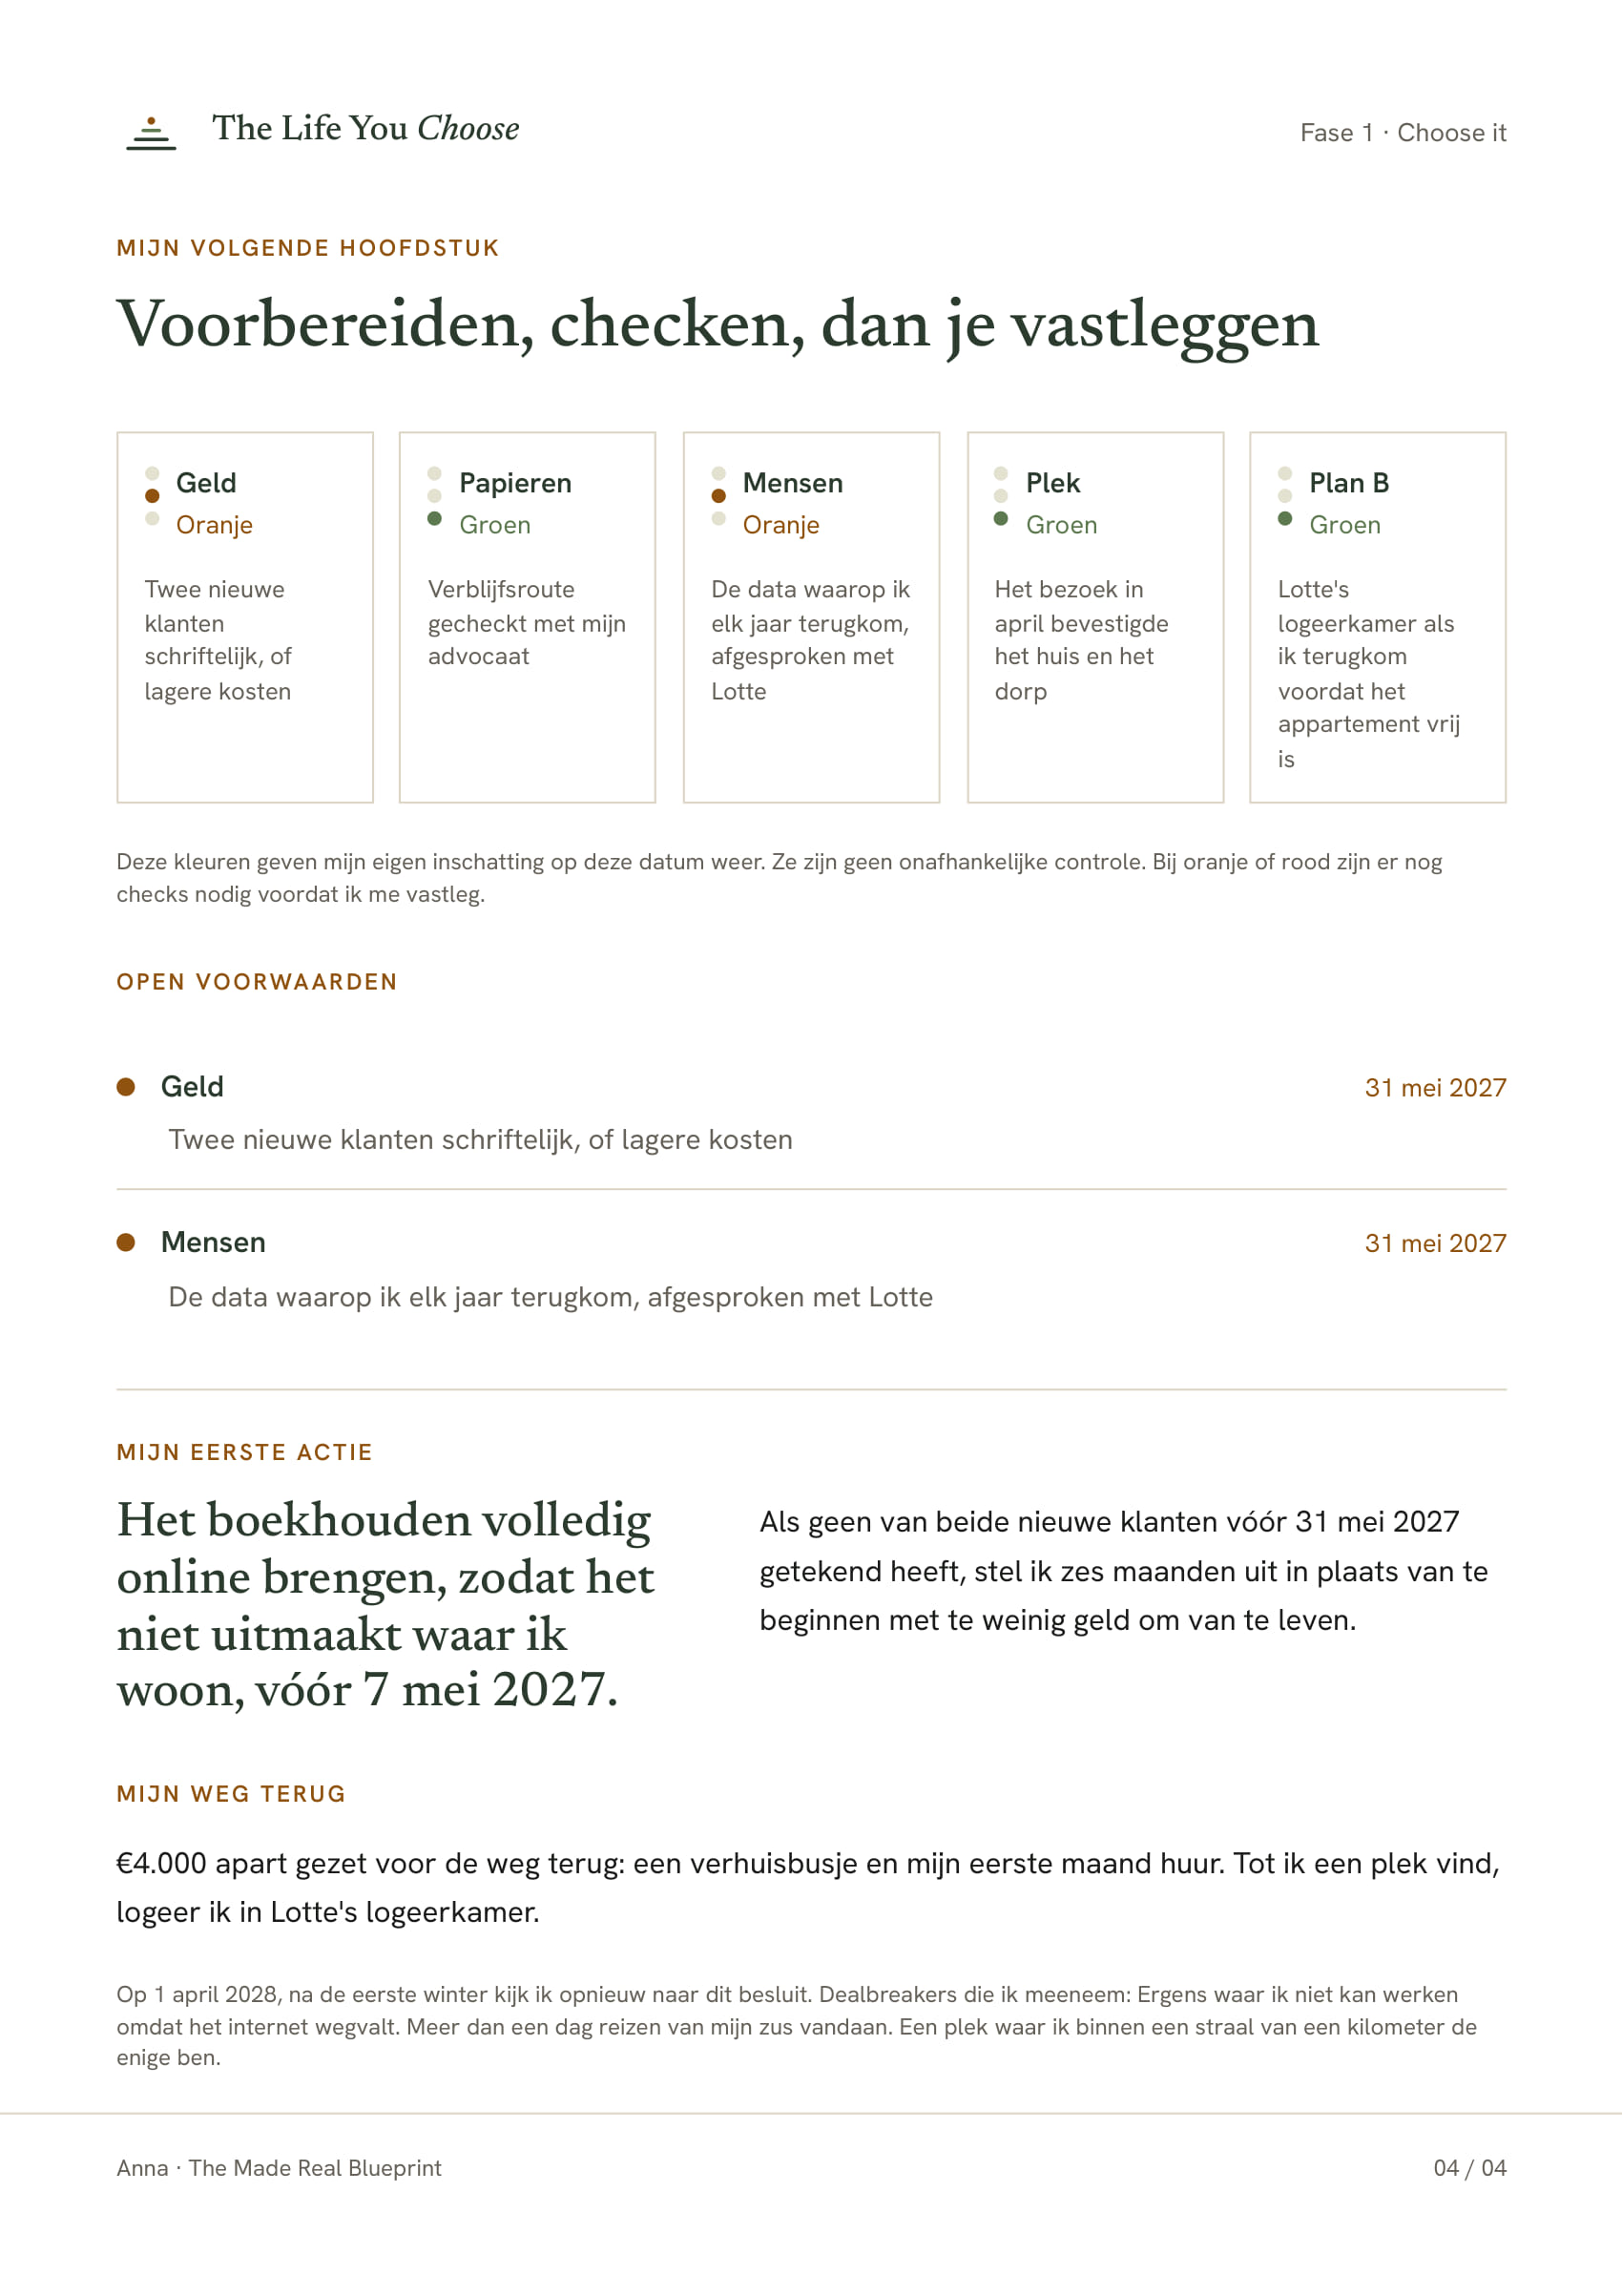 The Life You Choose
Fase 1 · Choose it
MIJN VOLGENDE HOOFDSTUK
Voorbereiden, checken, dan je vastleggen
Geld
Oranje
Twee nieuwe
klanten
schriftelijk, of
lagere kosten
Papieren
Groen
Verblijfsroute
gecheckt met mijn
advocaat
Mensen
Oranje
De data waarop ik
elk jaar terugkom,
afgesproken met
Lotte
Plek
Groen
Het bezoek in
april bevestigde
het huis en het
dorp
Plan B
Groen
Lotte's
logeerkamer als
ik terugkom
voordat het
appartement vrij
is
Deze kleuren geven mijn eigen inschatting op deze datum weer. Ze zijn geen onafhankelijke controle. Bij oranje of rood zijn er nog
checks nodig voordat ik me vastleg.
OPEN VOORWAARDEN
Geld
31 mei 2027
Twee nieuwe klanten schriftelijk, of lagere kosten
Mensen
31 mei 2027
De data waarop ik elk jaar terugkom, afgesproken met Lotte
MIJN EERSTE ACTIE
Het boekhouden volledig
online brengen, zodat het
niet uitmaakt waar ik
woon, vóór 7 mei 2027.
Als geen van beide nieuwe klanten vóór 31 mei 2027
getekend heeft, stel ik zes maanden uit in plaats van te
beginnen met te weinig geld om van te leven.
MIJN WEG TERUG
€4.000 apart gezet voor de weg terug: een verhuisbusje en mijn eerste maand huur. Tot ik een plek vind,
logeer ik in Lotte's logeerkamer.
Op 1 april 2028, na de eerste winter kijk ik opnieuw naar dit besluit. Dealbreakers die ik meeneem: Ergens waar ik niet kan werken
omdat het internet wegvalt. Meer dan een dag reizen van mijn zus vandaan. Een plek waar ik binnen een straal van een kilometer de
enige ben.
Anna · The Made Real Blueprint
04 / 04